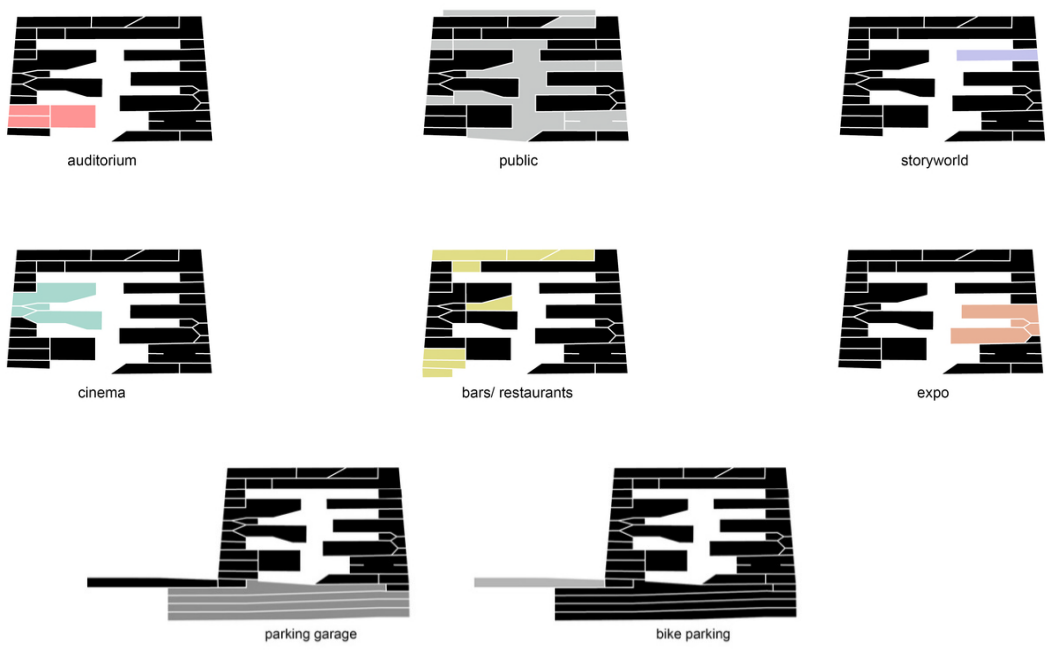 auditorium
public
storyworld
cinema
bars/ restaurants
expo
parking garage
bike parking